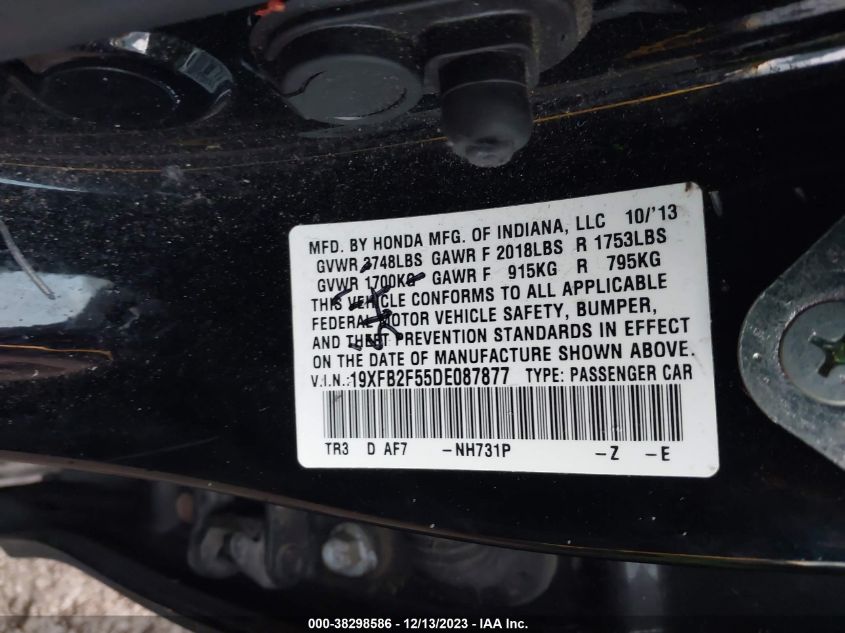 MFD. BY HONDA MFG. OF INDIANA, LLC 10/'13
GVWR 3748LBS GAWR F 2018LBS R 1753LBS
GVWR 1700KG GAWR F 915KG R 795KG
THIS VEHICLE CONFORMS TO ALL APPLICABLE
FEDERAL MOTOR VEHICLE SAFETY, BUMPER,
AND THEFT PREVENTION STANDARDS IN EFFECT
ON THE DATE OF MANUFACTURE SHOWN ABOVE.
V.I.N.:19XFB2F55DE087877 TYPE: PASSENGER CAR
TR3 D AF7 -NH731P -Z -E
000-38298586 - 12/13/2023 - IAA Inc.